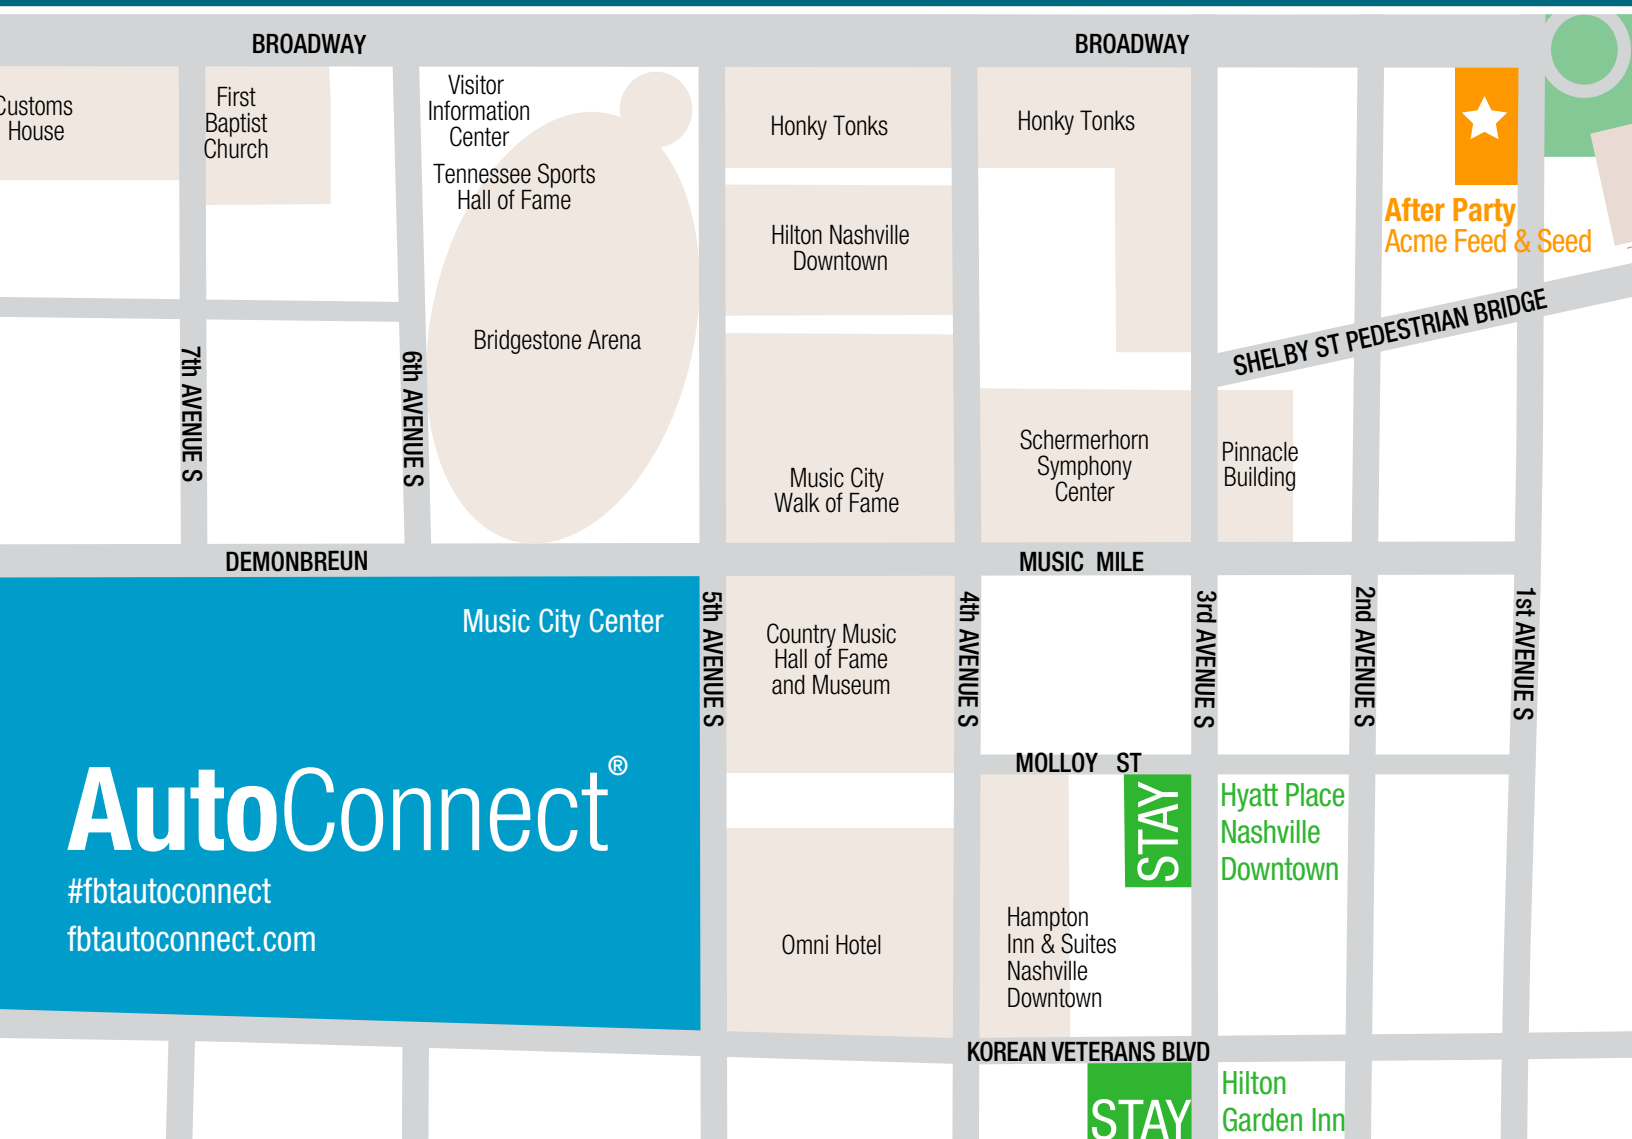 BROADWAY
BROADWAY
Customs
House
First
Baptist
Church
Visitor
Information
Center
Tennessee Sports
Hall of Fame
Honky Tonks
Honky Tonks
After Party
Acme Feed & Seed
Hilton Nashville
Downtown
Bridgestone Arena
SHELBY ST PEDESTRIAN BRIDGE
7th AVENUE S
6th AVENUE S
Music City
Walk of Fame
Schermerhorn
Symphony
Center
Pinnacle
Building
DEMONBREUN
MUSIC MILE
Music City Center
5th AVENUE S
Country Music
Hall of Fame
and Museum
4th AVENUE S
3rd AVENUE S
2nd AVENUE S
1st AVENUE S
MOLLOY ST
AutoConnect®
#fbtautoconnect
fbtautoconnect.com
STAY
Hyatt Place
Nashville
Downtown
Omni Hotel
Hampton
Inn & Suites
Nashville
Downtown
KOREAN VETERANS BLVD
STAY
Hilton
Garden Inn